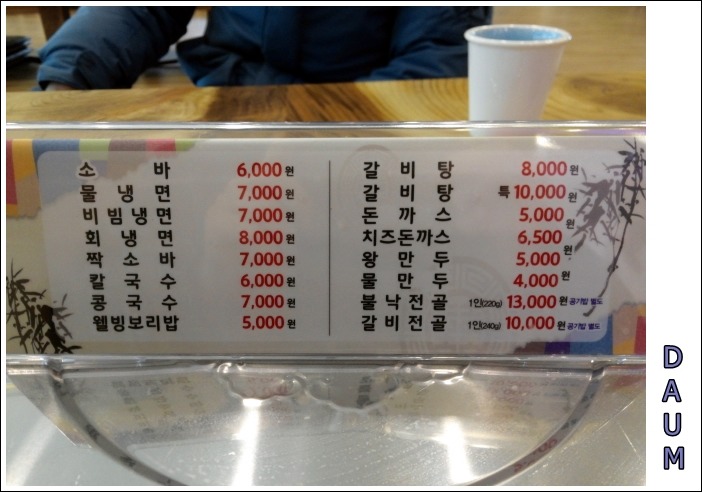 소바 6,000원
물냉면 7,000원
비빔냉면 7,000원
회냉면 8,000원
짝소바 7,000원
칼국수 6,000원
콩국수 7,000원
웰빙보리밥 5,000원
갈비탕 8,000원
갈비탕 특 10,000원
돈까스 5,000원
치즈돈까스 6,500원
왕만두 5,000원
물만두 4,000원
불낙전골 1인(220g) 13,000원 공기밥 별도
갈비전골 1인(240g) 10,000원 공기밥 별도
DAUM